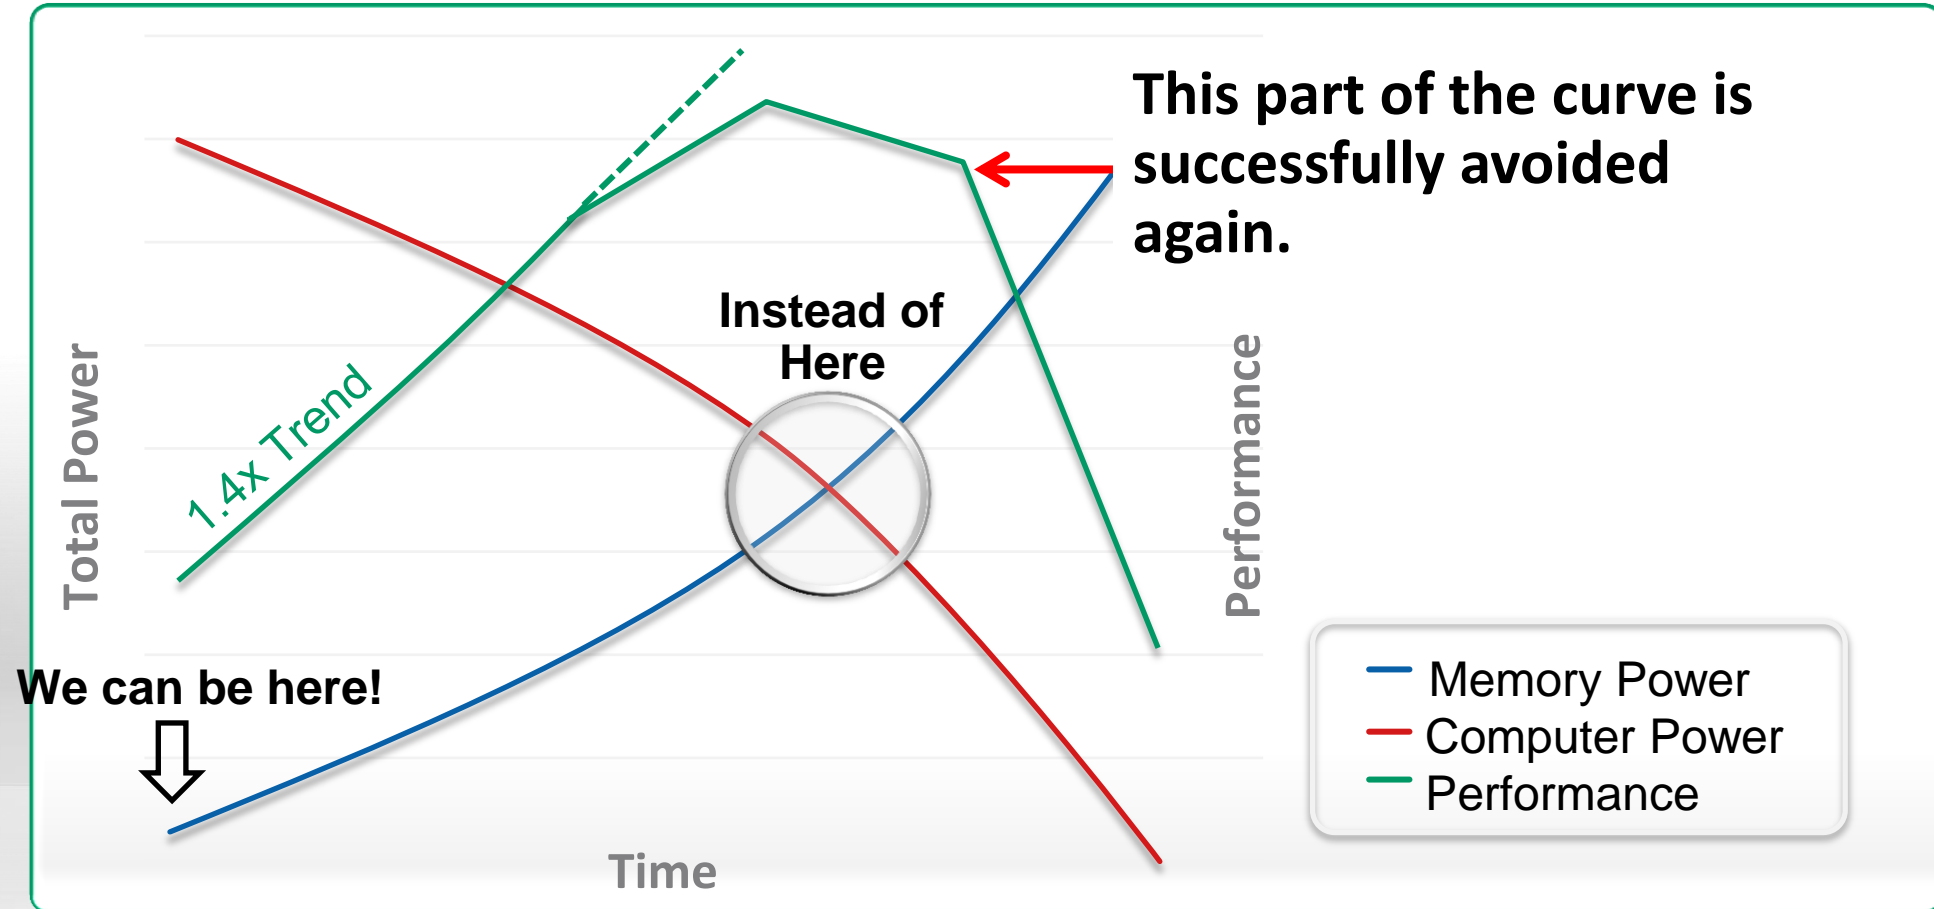 This part of the curve is
successfully avoided
again.
Instead of
Here
Total Power
1.4x Trend
Performance
We can be here!
Time
Memory Power
Computer Power
Performance